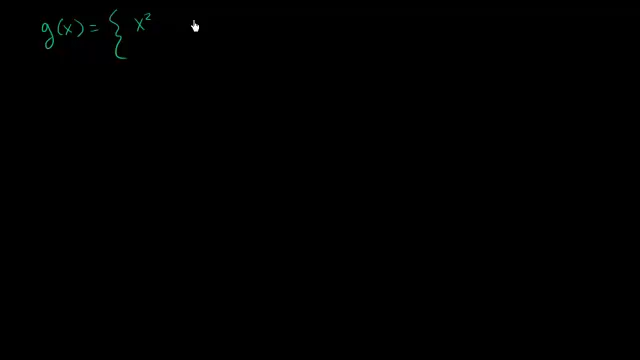 g(x) = { x²